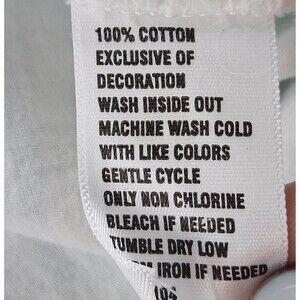 100% COTTON
EXCLUSIVE OF
DECORATION
WASH INSIDE OUT
MACHINE WASH COLD
WITH LIKE COLORS
GENTLE CYCLE
ONLY NON CHLORINE
BLEACH IF NEEDED
TUMBLE DRY LOW
IRON IF NEEDED
104